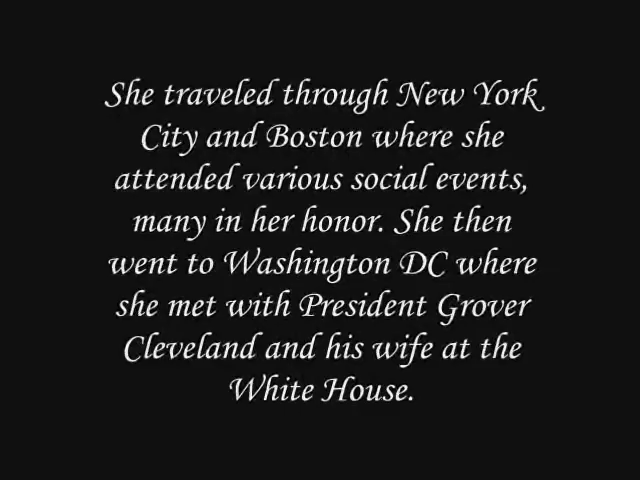 She traveled through New York
City and Boston where she
attended various social events,
many in her honor. She then
went to Washington DC where
she met with President Grover
Cleveland and his wife at the
White House.